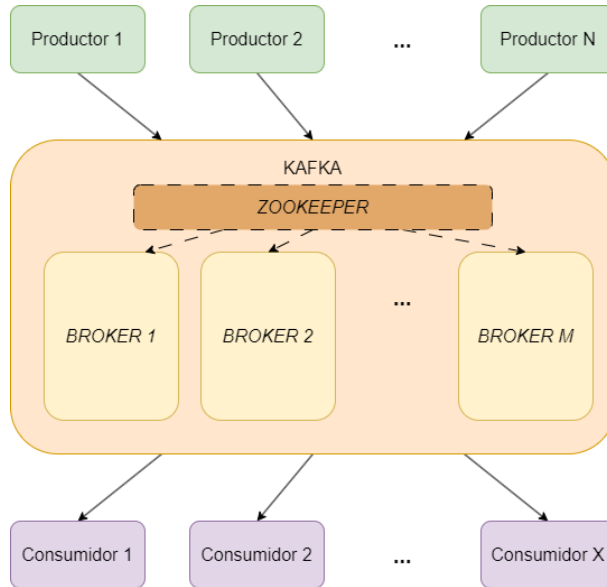 Productor 1
Productor 2
...
Productor N
KAFKA
ZOOKEEPER
BROKER 1
BROKER 2
...
BROKER M
Consumidor 1
Consumidor 2
...
Consumidor X